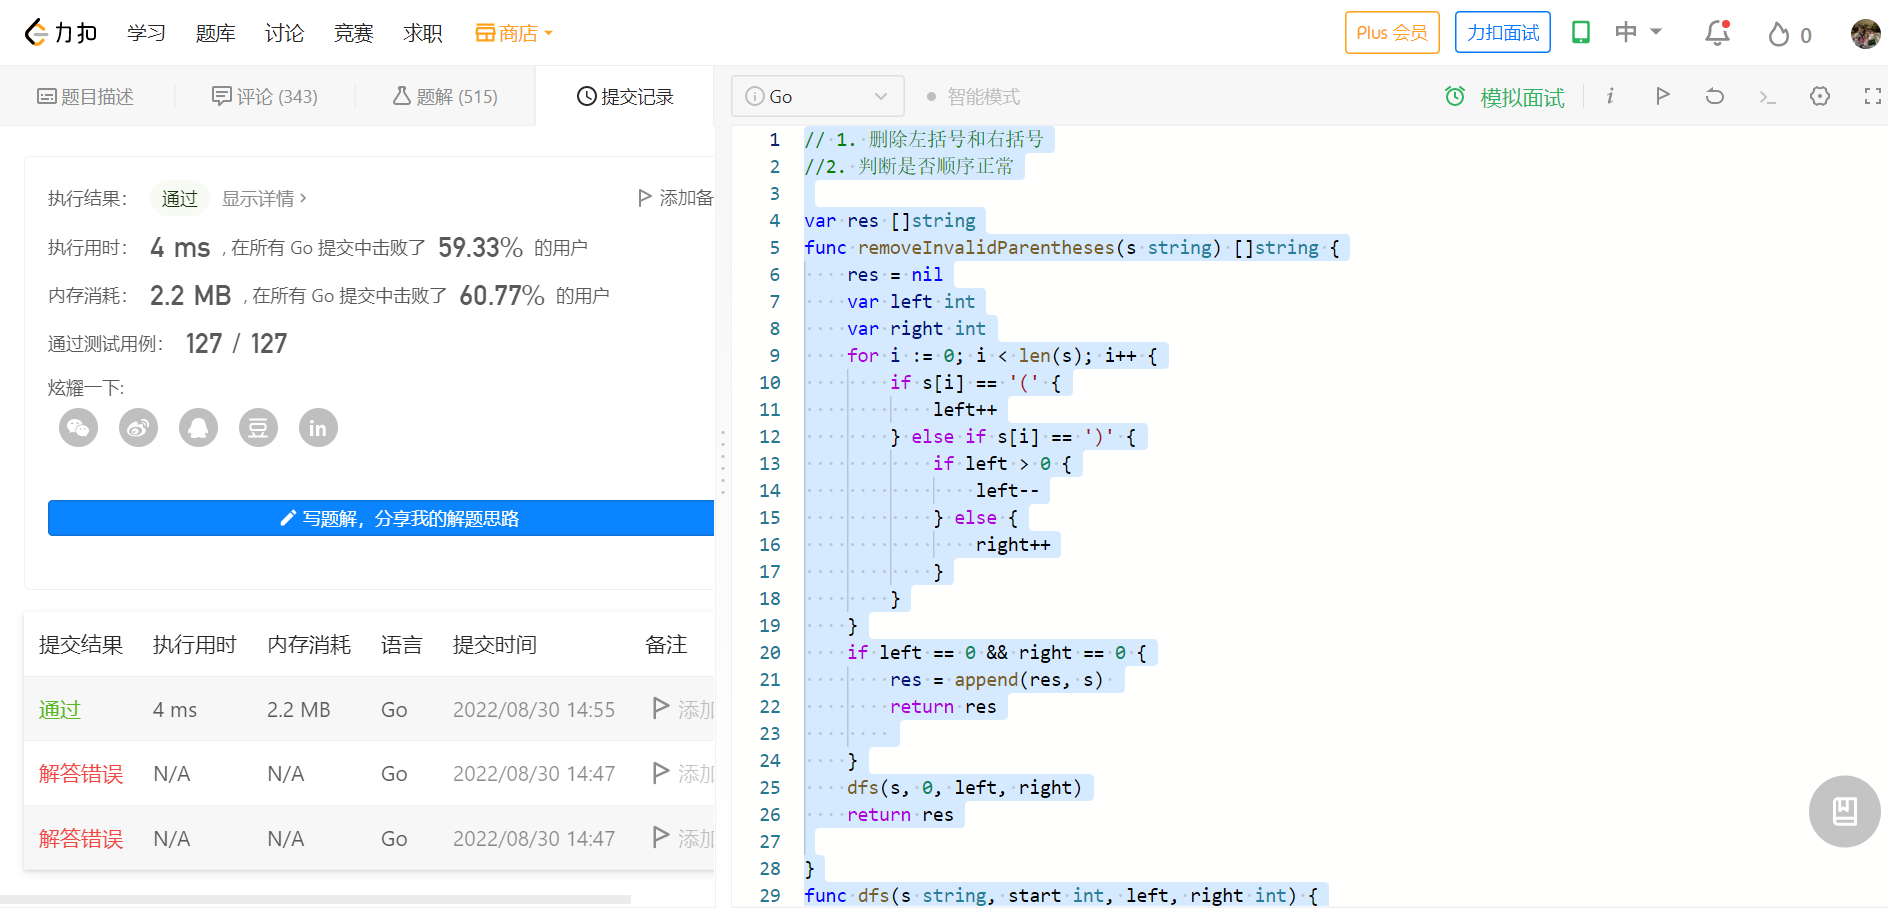 力扣 学习 题库 讨论 竞赛 求职 商店 Plus 会员 力扣面试 中 0
题目描述 评论 (343) 题解 (515) 提交记录 Go 智能模式 模拟面试
执行结果： 通过 显示详情 › 添加备
执行用时： 4 ms , 在所有 Go 提交中击败了 59.33% 的用户
内存消耗： 2.2 MB , 在所有 Go 提交中击败了 60.77% 的用户
通过测试用例： 127 / 127
炫耀一下:
写题解，分享我的解题思路
提交结果 执行用时 内存消耗 语言 提交时间 备注
通过 4 ms 2.2 MB Go 2022/08/30 14:55 添加
解答错误 N/A N/A Go 2022/08/30 14:47 添加
解答错误 N/A N/A Go 2022/08/30 14:47 添加
1 // 1. 删除左括号和右括号
2 //2. 判断是否顺序正常
3
4 var res []string
5 func removeInvalidParentheses(s string) []string {
6     res = nil
7     var left int
8     var right int
9     for i := 0; i < len(s); i++ {
10         if s[i] == '(' {
11             left++
12         } else if s[i] == ')' {
13             if left > 0 {
14                 left--
15             } else {
16                 right++
17             }
18         }
19     }
20     if left == 0 && right == 0 {
21         res = append(res, s)
22         return res
23
24     }
25     dfs(s, 0, left, right)
26     return res
27
28 }
29 func dfs(s string, start int, left, right int) {